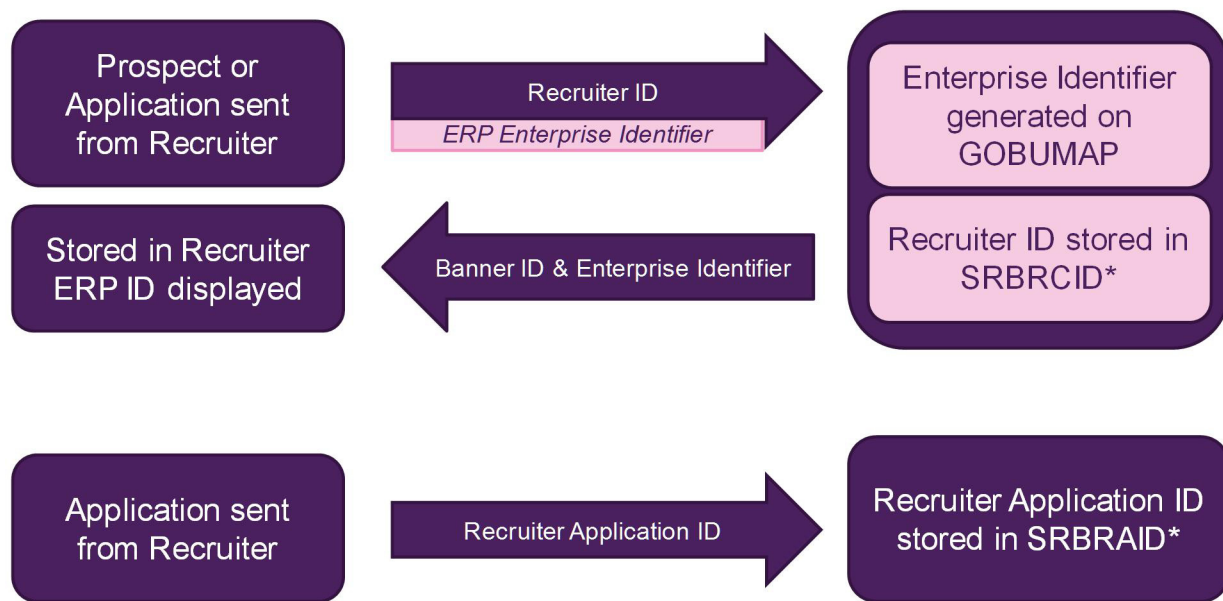 Prospect or
Application sent
from Recruiter
Recruiter ID
ERP Enterprise Identifier
Enterprise Identifier
generated on
GOBUMAP
Stored in Recruiter
ERP ID displayed
Banner ID & Enterprise Identifier
Recruiter ID stored in
SRBRCID*
Application sent
from Recruiter
Recruiter Application ID
Recruiter Application ID
stored in SRBRAID*